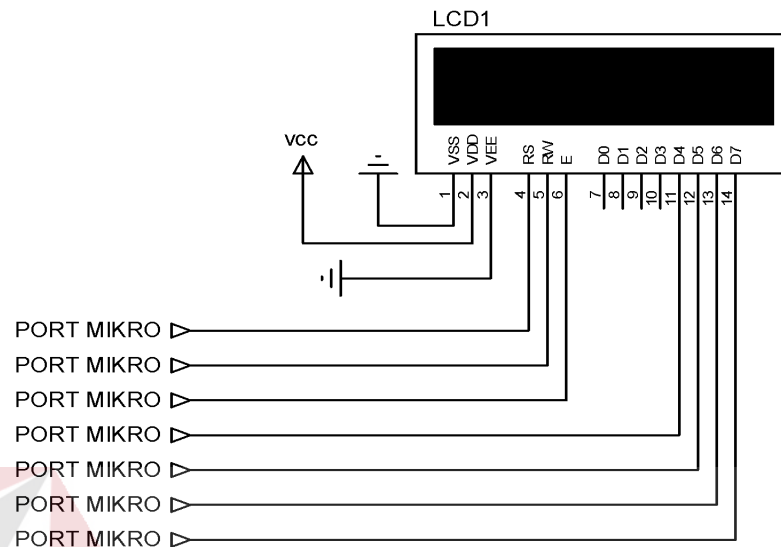 LCD1
VCC
VSS
VDD
VEE
RS
RW
E
D0
D1
D2
D3
D4
D5
D6
D7
1
2
3
4
5
6
7
8
9
10
11
12
13
14
PORT MIKRO
PORT MIKRO
PORT MIKRO
PORT MIKRO
PORT MIKRO
PORT MIKRO
PORT MIKRO